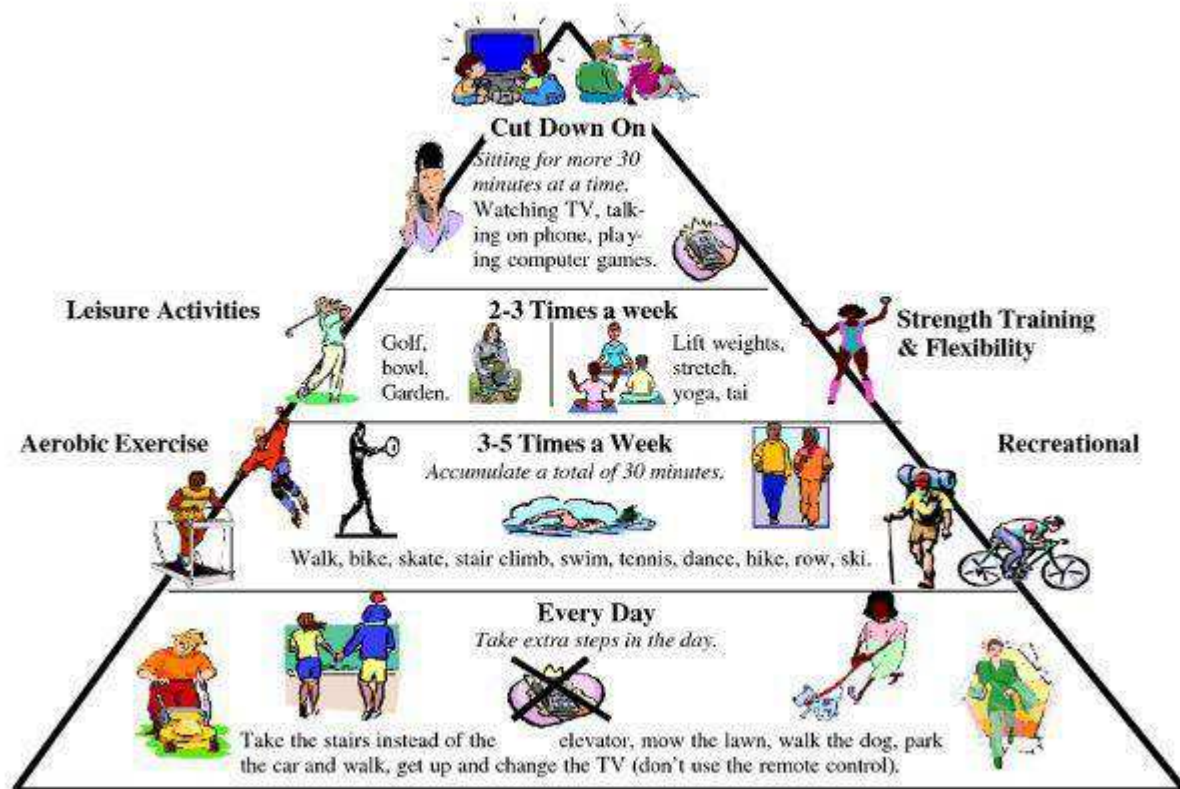 Cut Down On
Sitting for more 30
minutes at a time.
Watching TV, talk-
ing on phone, play-
ing computer games.
Leisure Activities
2-3 Times a week
Strength Training
& Flexibility
Golf,
bowl,
Garden.
Lift weights,
stretch,
yoga, tai
Aerobic Exercise
3-5 Times a Week
Recreational
Accumulate a total of 30 minutes.
Walk, bike, skate, stair climb, swim, tennis, dance, hike, row, ski.
Every Day
Take extra steps in the day.
Take the stairs instead of the elevator, mow the lawn, walk the dog, park
the car and walk, get up and change the TV (don't use the remote control).